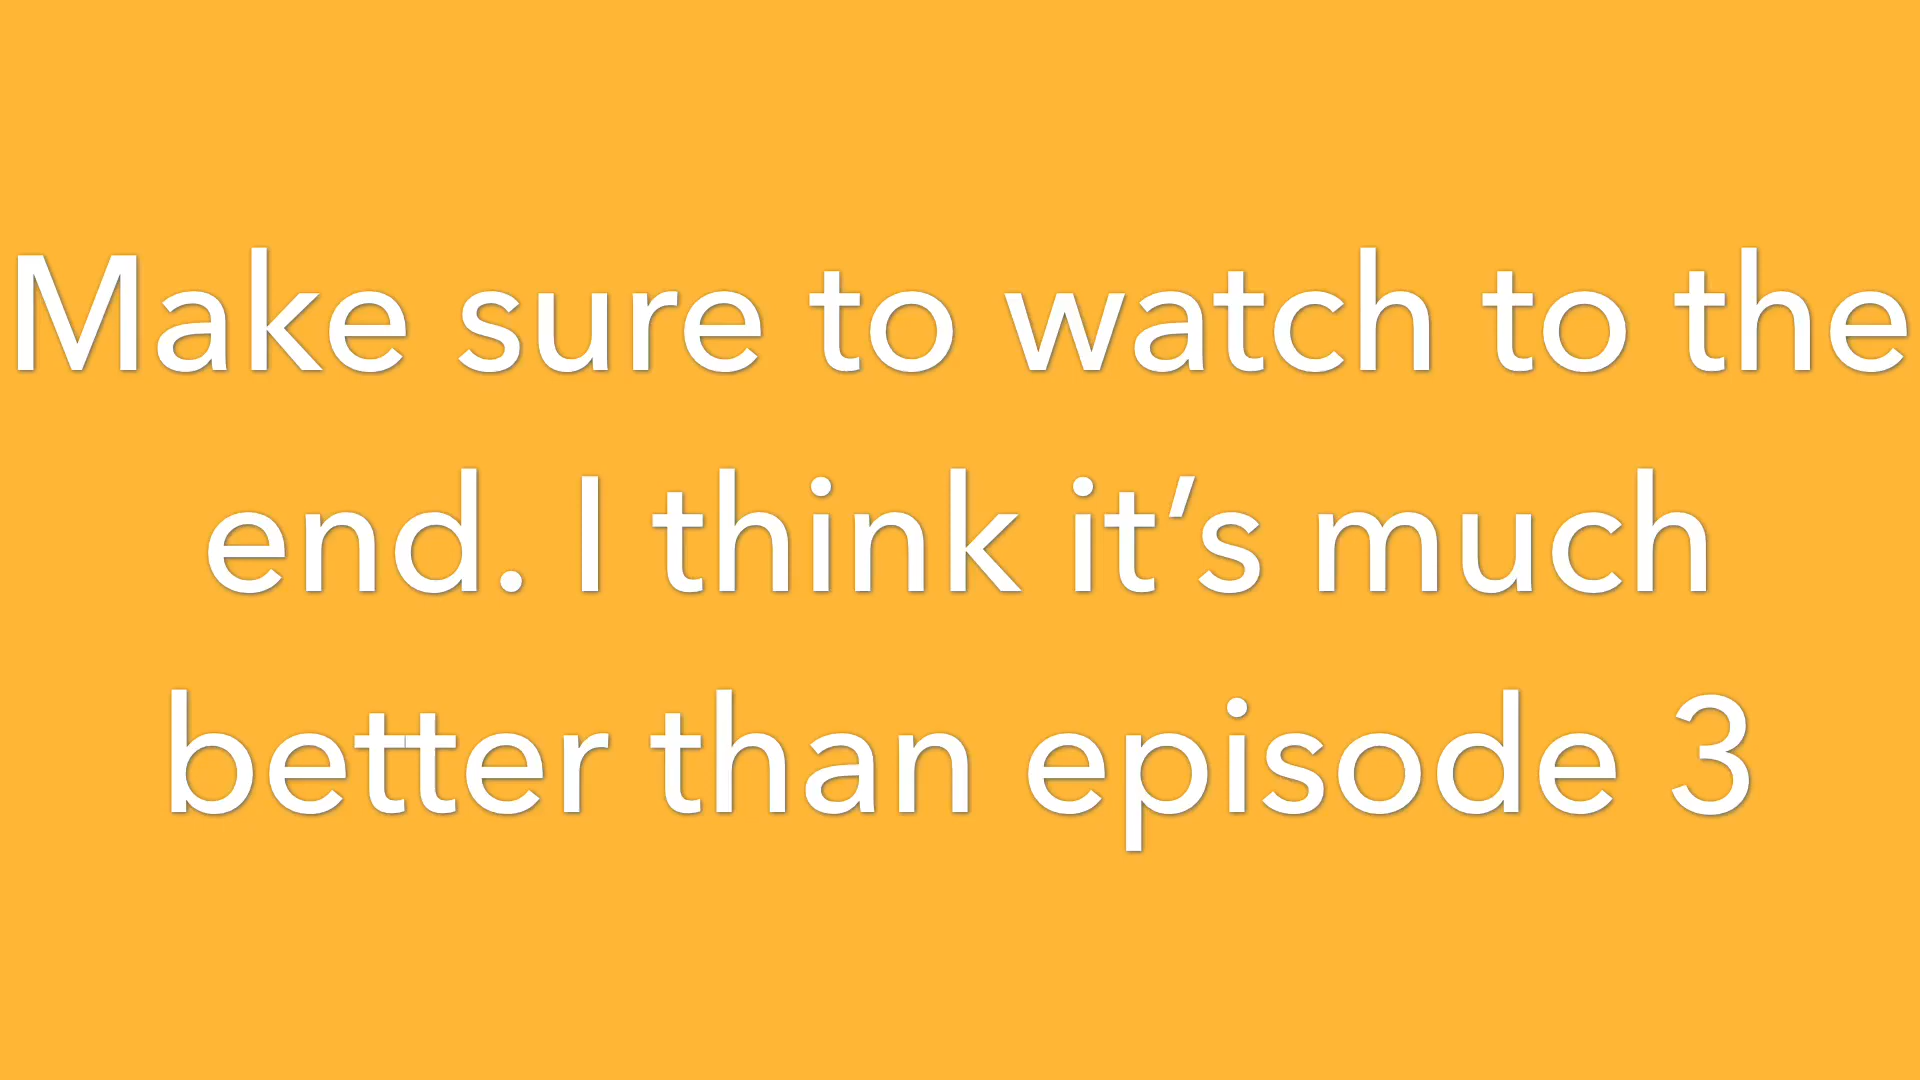 Make sure to watch to the
end. I think it’s much
better than episode 3